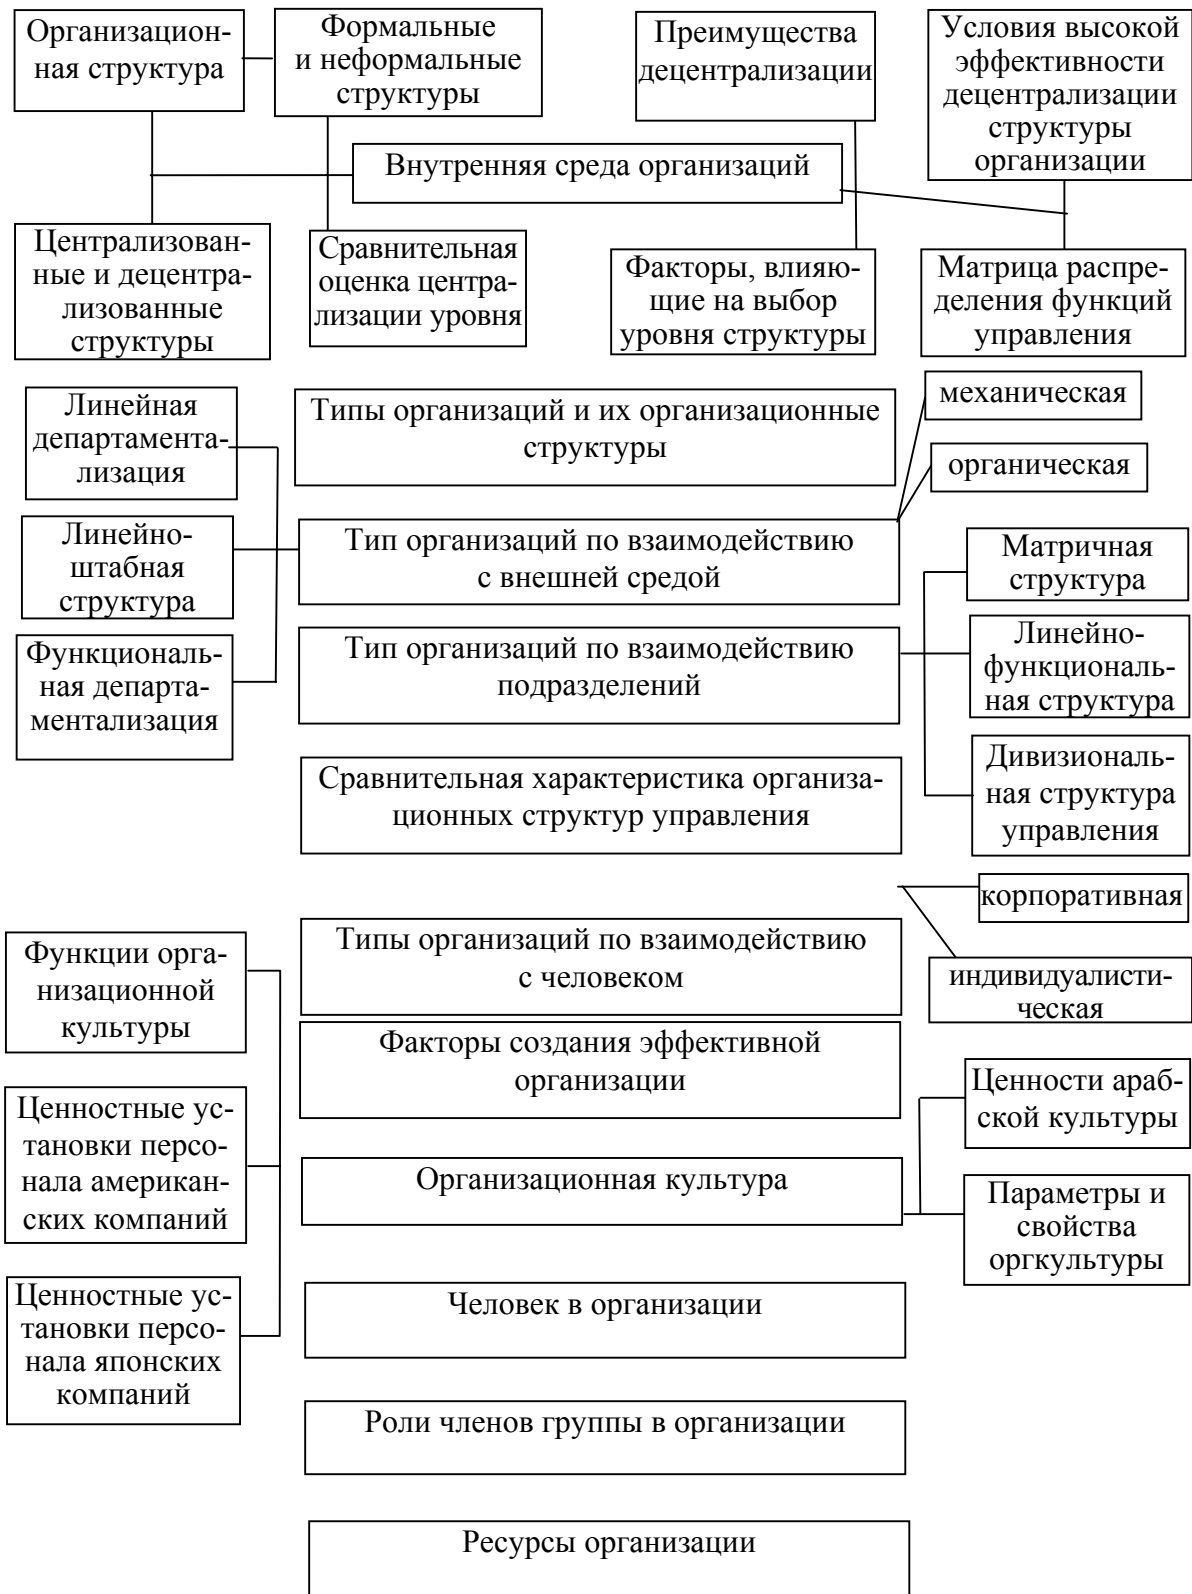 Организацион-
ная структура
Формальные
и неформальные
структуры
Преимущества
децентрализации
Условия высокой
эффективности
децентрализации
структуры
организации
Внутренняя среда организаций
Централизован-
ные и децентра-
лизованные
структуры
Сравнительная
оценка центра-
лизации уровня
Факторы, влияю-
щие на выбор
уровня структуры
Матрица распре-
деления функций
управления
Линейная
департамента-
лизация
Типы организаций и их организационные
структуры
механическая
органическая
Линейно-
штабная
структура
Тип организаций по взаимодействию
с внешней средой
Матричная
структура
Функциональ-
ная департа-
ментализация
Тип организаций по взаимодействию
подразделений
Линейно-
функциональ-
ная структура
Сравнительная характеристика организа-
ционных структур управления
Дивизиональ-
ная структура
управления
корпоративная
Функции орга-
низационной
культуры
Типы организаций по взаимодействию
с человеком
индивидуалисти-
ческая
Факторы создания эффективной
организации
Ценности араб-
ской культуры
Ценностные ус-
тановки персо-
нала американ-
ских компаний
Организационная культура
Параметры и
свойства
оргкультуры
Ценностные ус-
тановки персо-
нала японских
компаний
Человек в организации
Роли членов группы в организации
Ресурсы организации